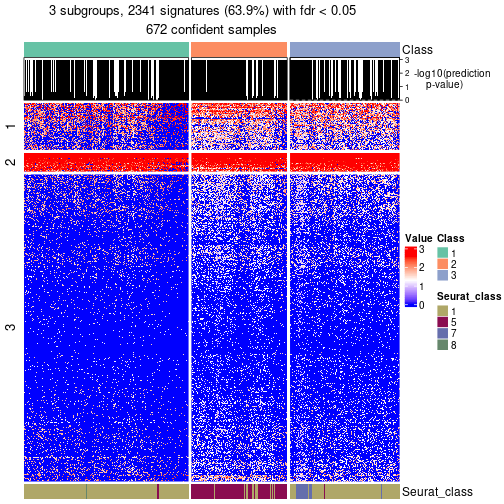 3 subgroups, 2341 signatures (63.9%) with fdr < 0.05
672 confident samples
Class
3
2
1
0
-log10(prediction
p-value)
1
2
3
Value
3
2
1
0
Class
1
2
3
Seurat_class
1
5
7
8
Seurat_class